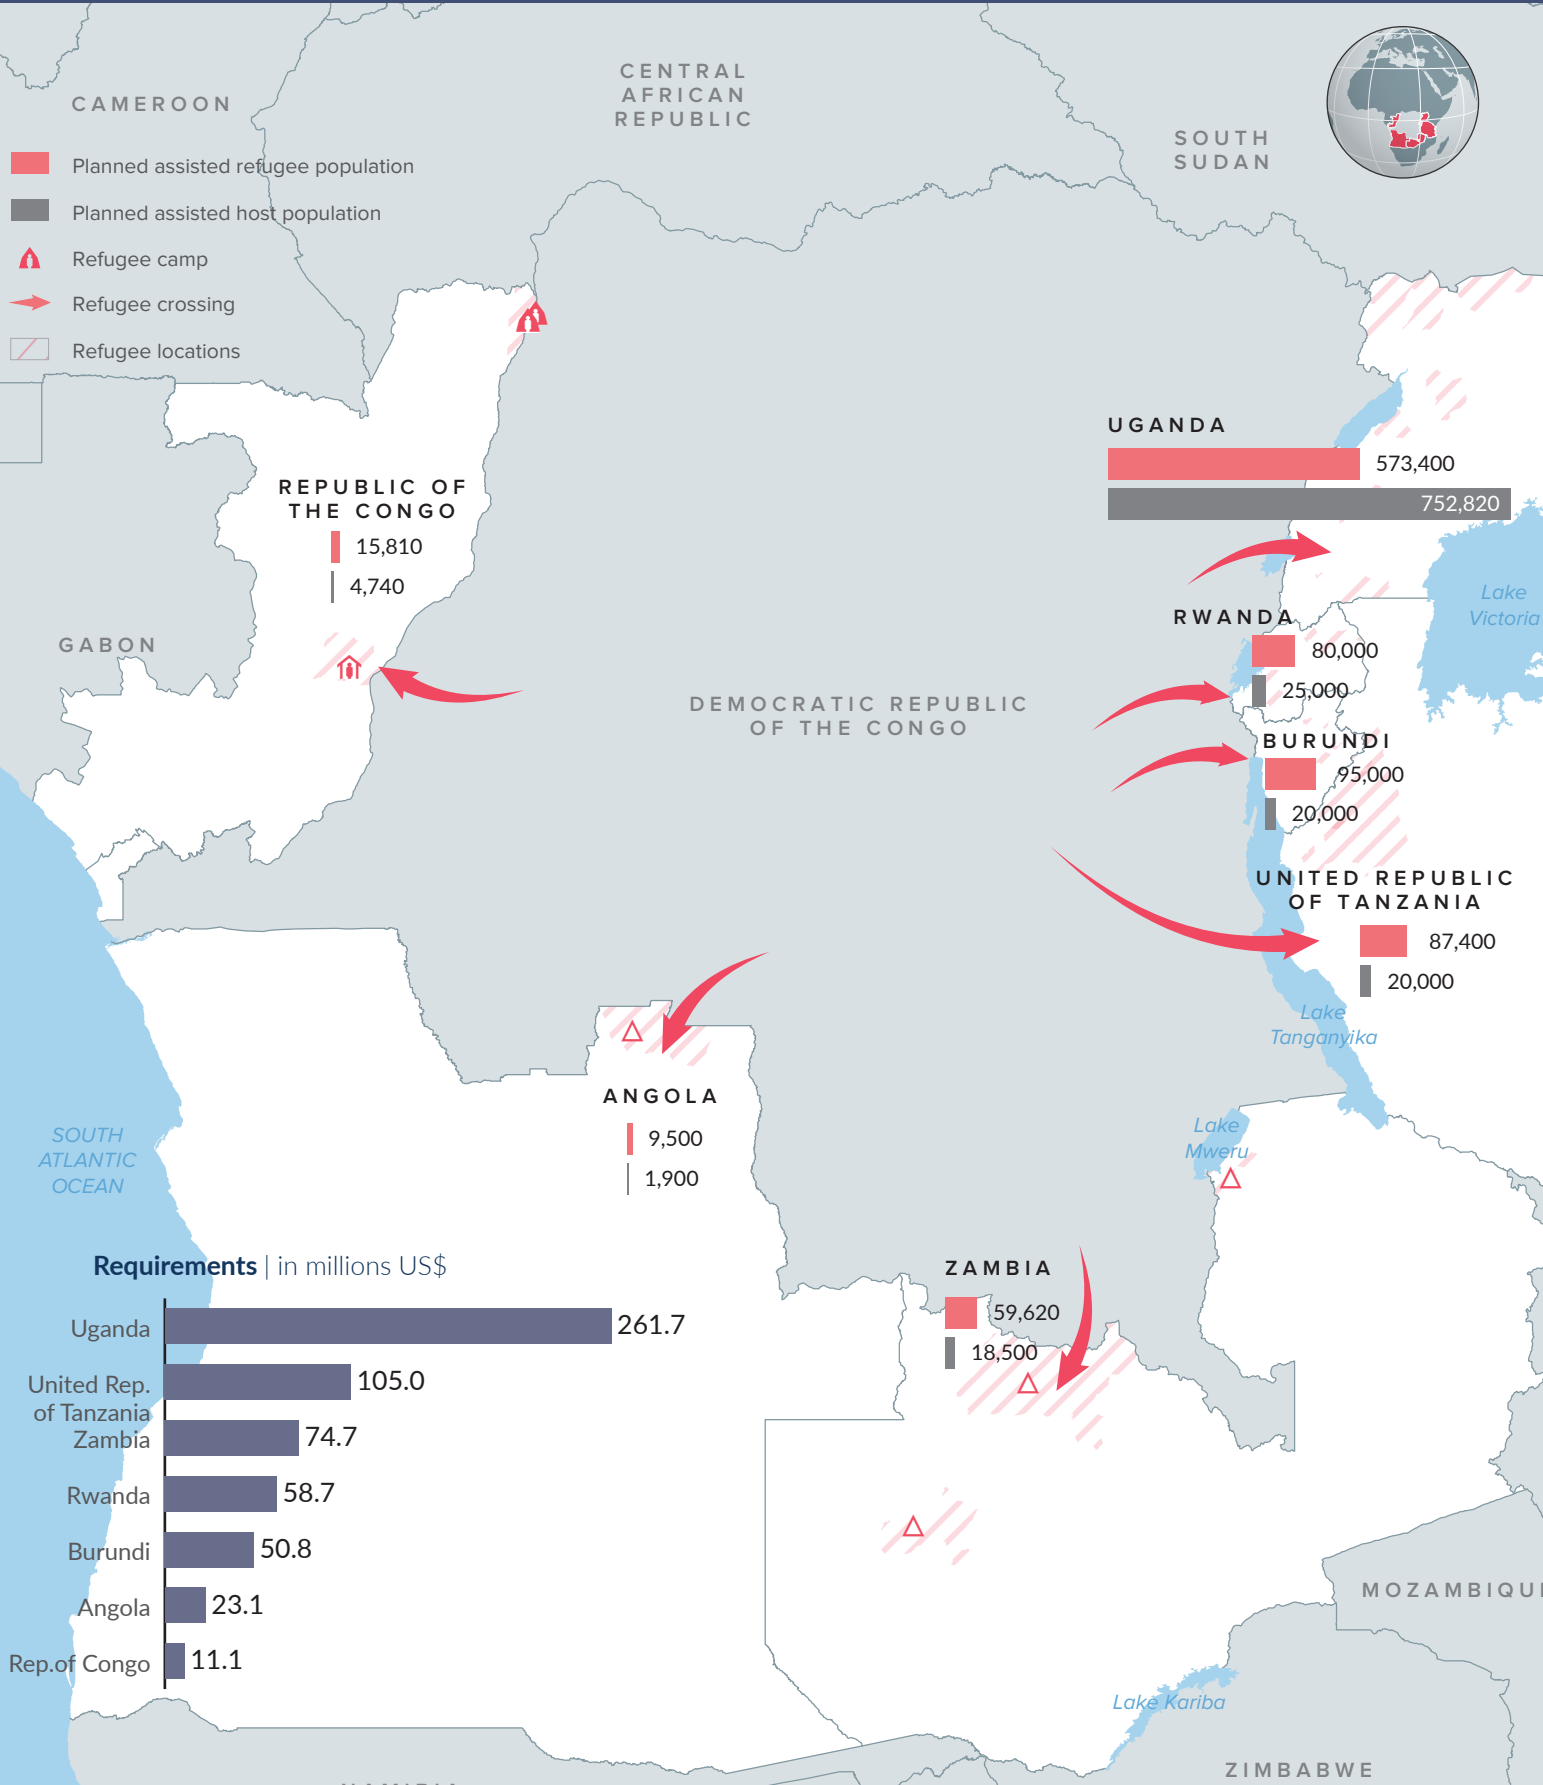 CENTRAL
AFRICAN
REPUBLIC
CAMEROON
SOUTH
SUDAN
Planned assisted refugee population
Planned assisted host population
Refugee camp
Refugee crossing
Refugee locations
UGANDA
573,400
752,820
REPUBLIC OF
THE CONGO
15,810
4,740
Lake
Victoria
RWANDA
80,000
25,000
GABON
DEMOCRATIC REPUBLIC
OF THE CONGO
BURUNDI
95,000
20,000
UNITED REPUBLIC
OF TANZANIA
87,400
20,000
Lake
Tanganyika
ANGOLA
9,500
1,900
SOUTH
ATLANTIC
OCEAN
Lake
Mweru
ZAMBIA
59,620
18,500
Requirements | in millions US$
Uganda 261.7
United Rep.
of Tanzania 105.0
Zambia 74.7
Rwanda 58.7
Burundi 50.8
Angola 23.1
Rep.of Congo 11.1
MOZAMBIQU
Lake Kariba
ZIMBABWE